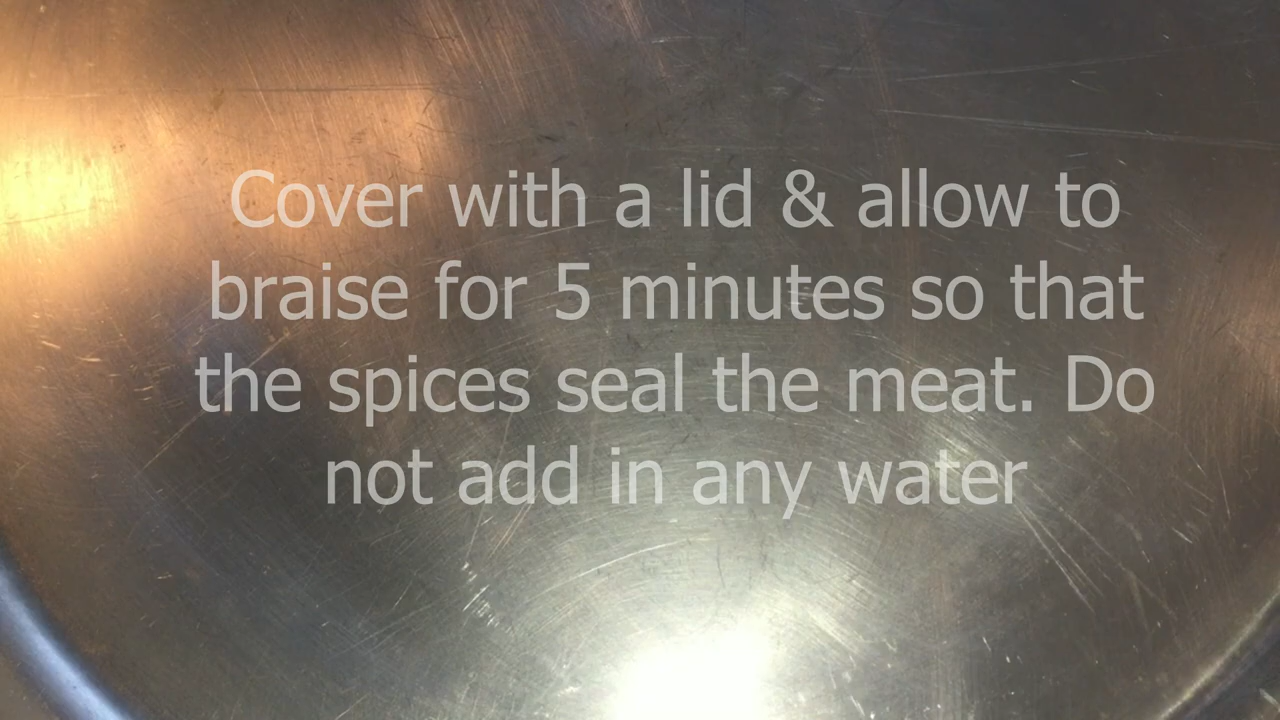 Cover with a lid & allow to
braise for 5 minutes so that
the spices seal the meat. Do
not add in any water